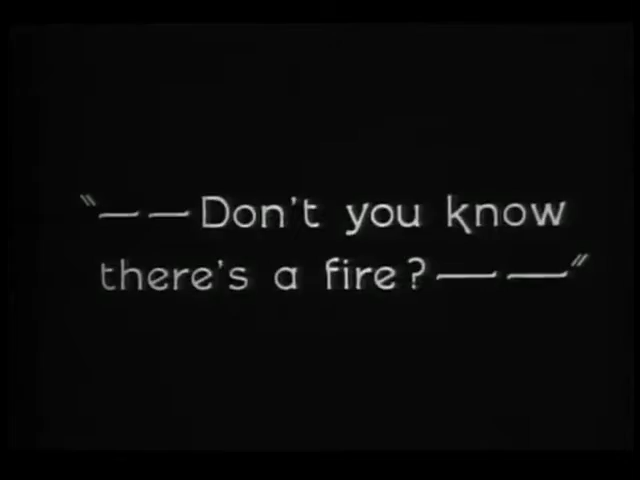 "— —Don't you know
there's a fire?— —"